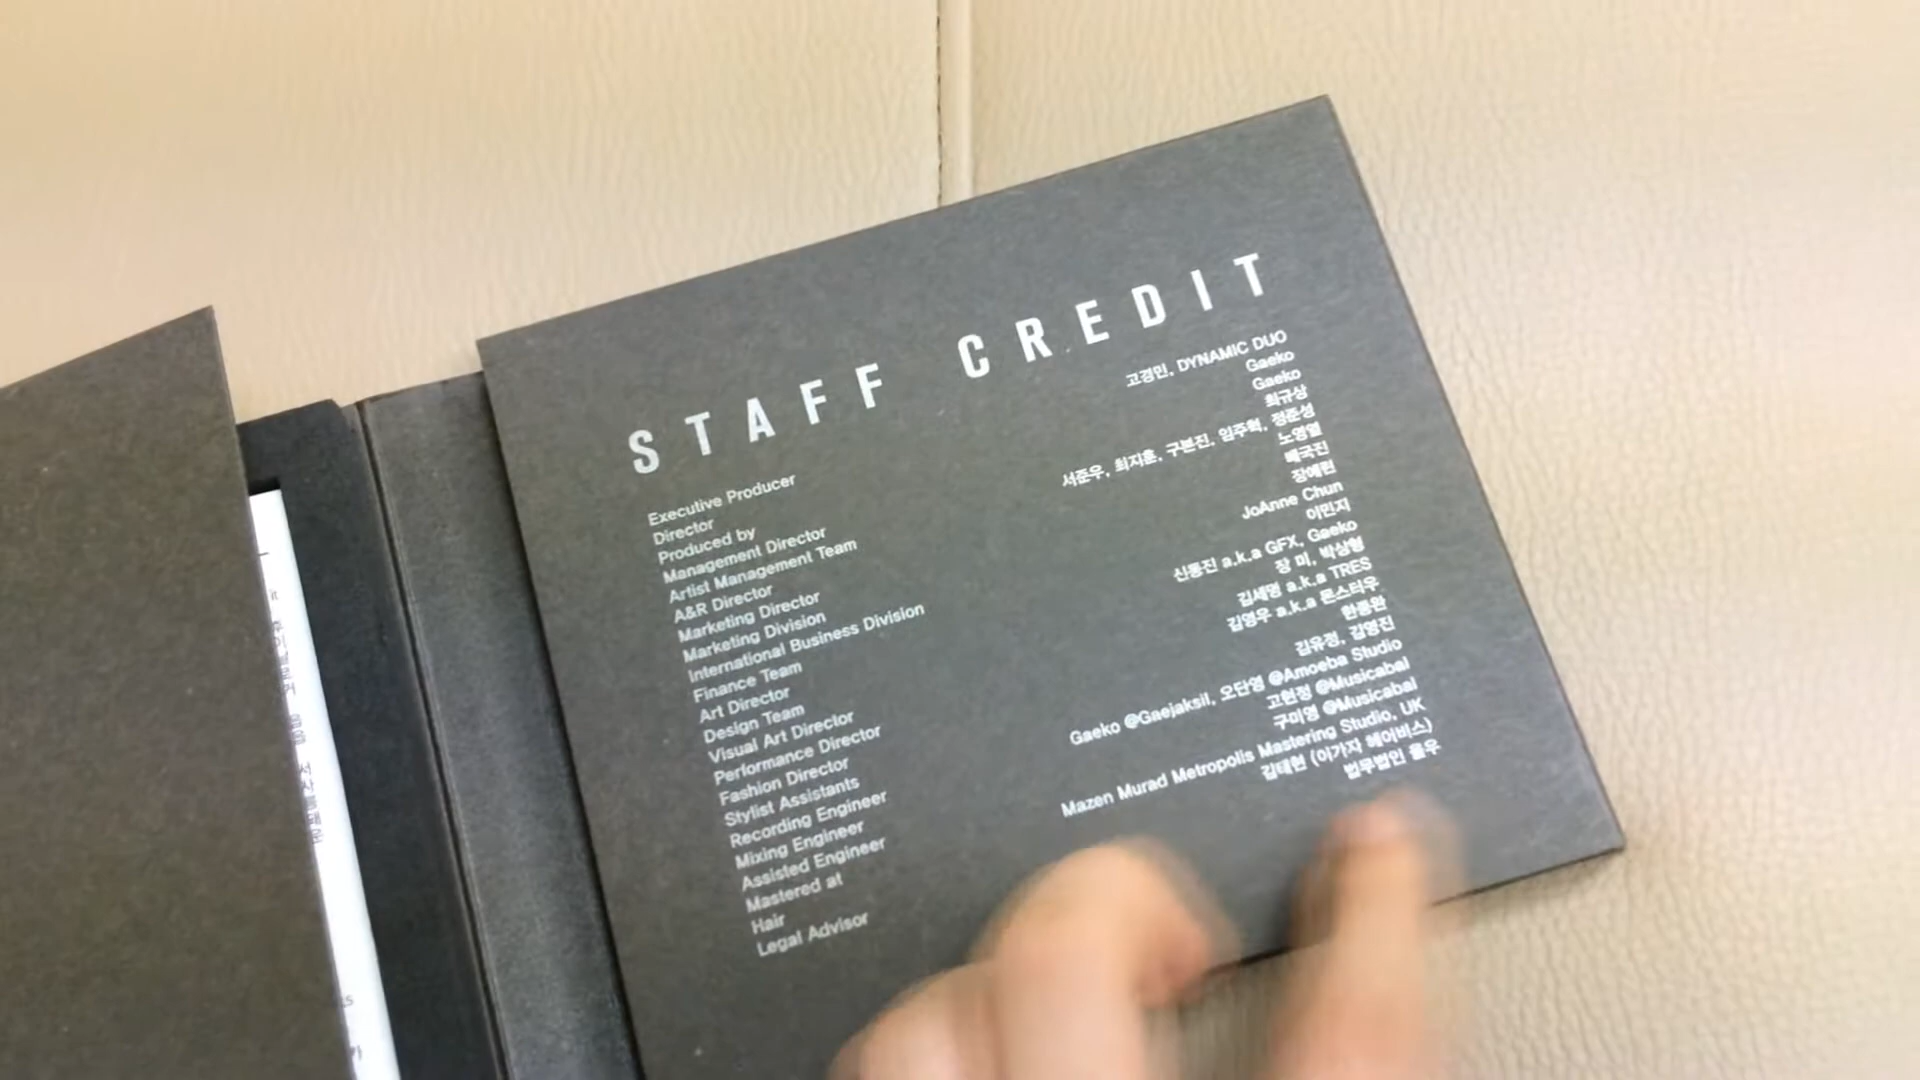 STAFF CREDIT
Executive Producer 고경민, DYNAMIC DUO
Director Gaeko
Produced by Gaeko
Management Director 최규상
Artist Management Team 서준우, 최지훈, 구본진, 임주혁, 정준성
A&R Director 노영열
Marketing Director 배국진
Marketing Division 장예린
International Business Division JoAnne Chun
Finance Team 이민지
Art Director 신동진 a.k.a GFX, Gaeko
Design Team 장 미, 박상형
Visual Art Director 김세명 a.k.a TRES
Performance Director 김영우 a.k.a 몬스터우
Fashion Director 한종완
Stylist Assistants 김유정, 김영진
Recording Engineer Gaeko @Gaejaksil, 오단영 @Amoeba Studio
Mixing Engineer 고현정 @Musicabal
Assisted Engineer 구미영 @Musicabal
Mastered at Mazen Murad Metropolis Mastering Studio, UK
Hair 김태현 (이가자 헤어비스)
Legal Advisor 법무법인 율우